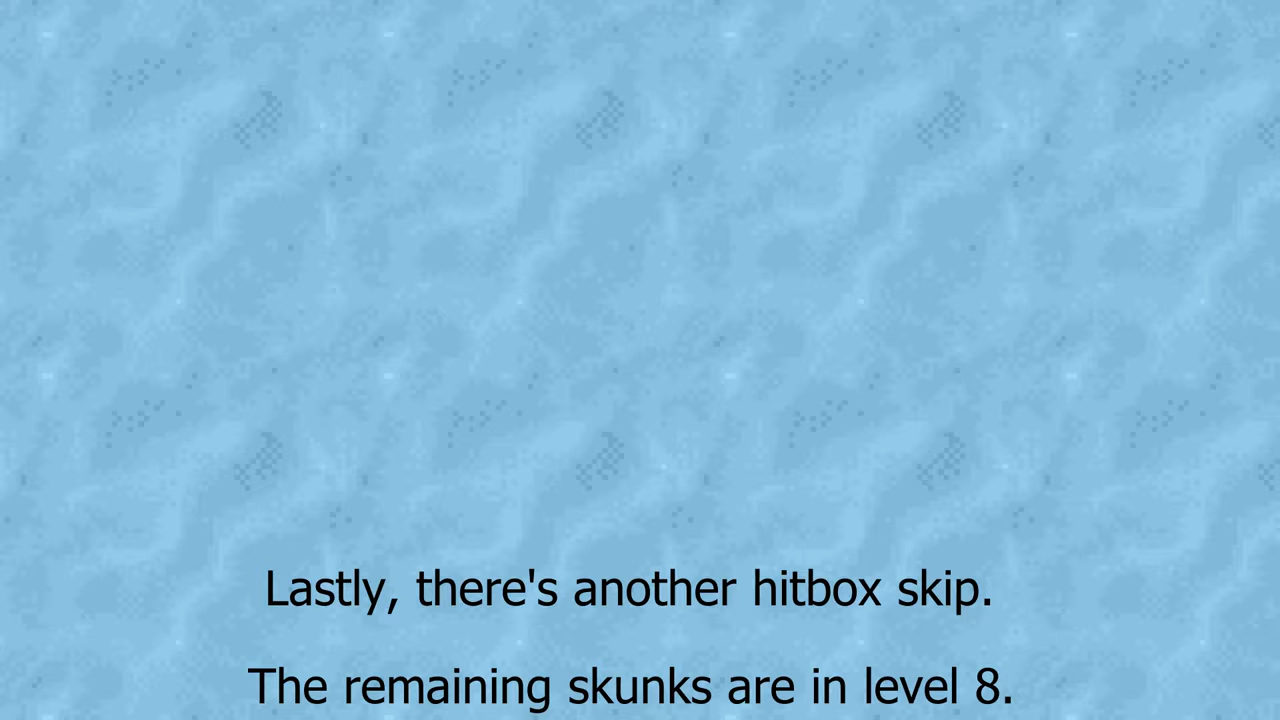 Lastly, there's another hitbox skip.
The remaining skunks are in level 8.